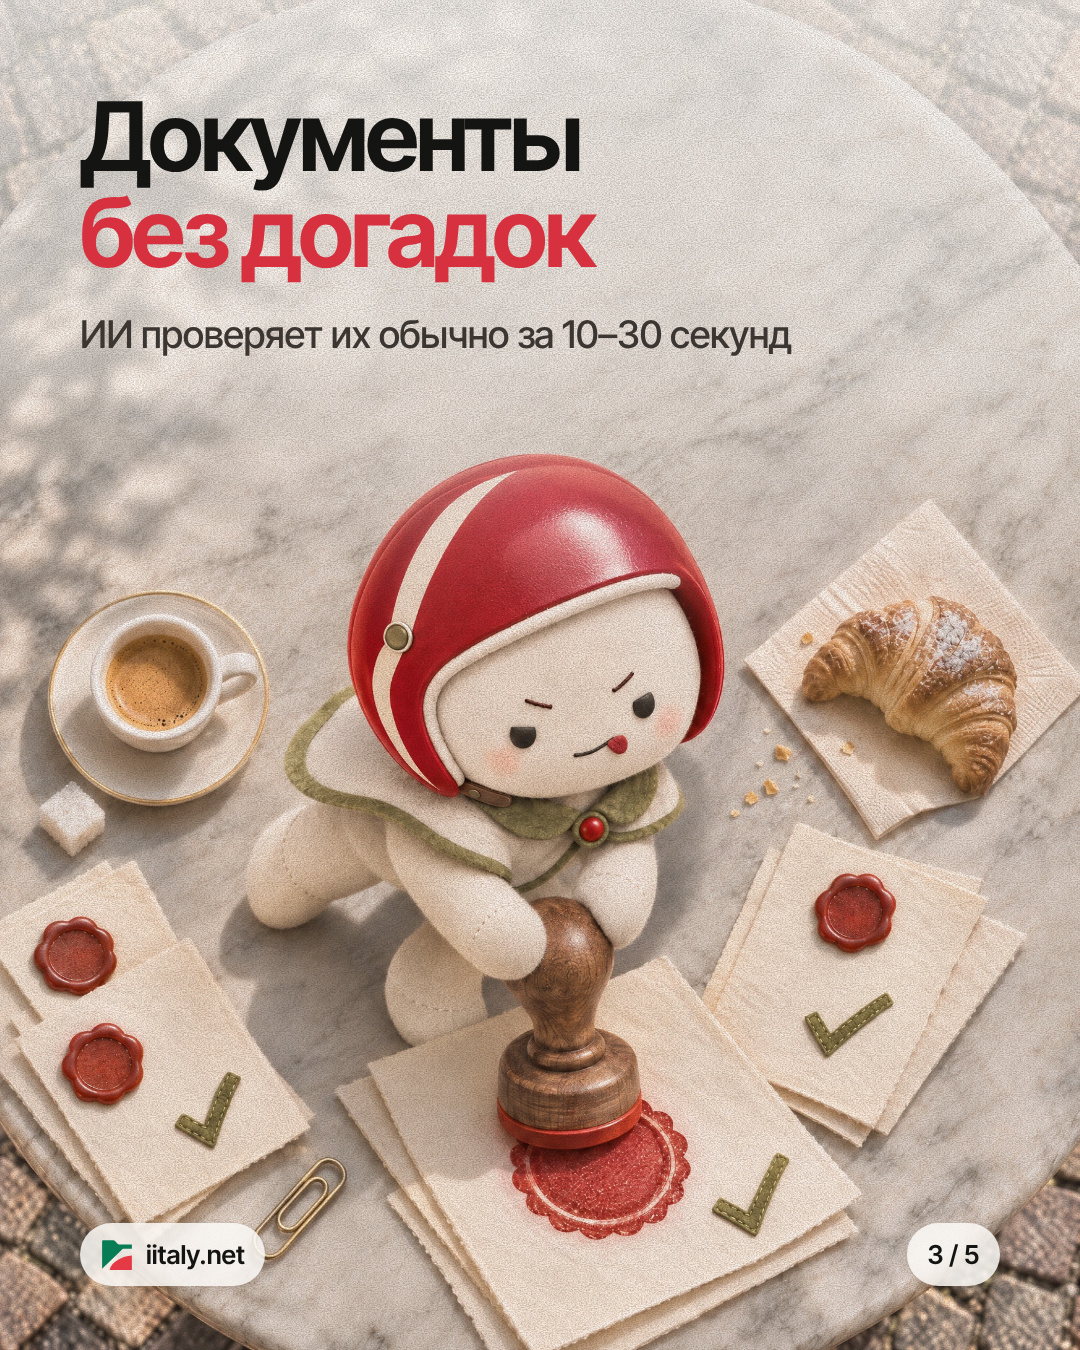 Документы
без догадок
ИИ проверяет их обычно за 10–30 секунд
iitaly.net
3 / 5